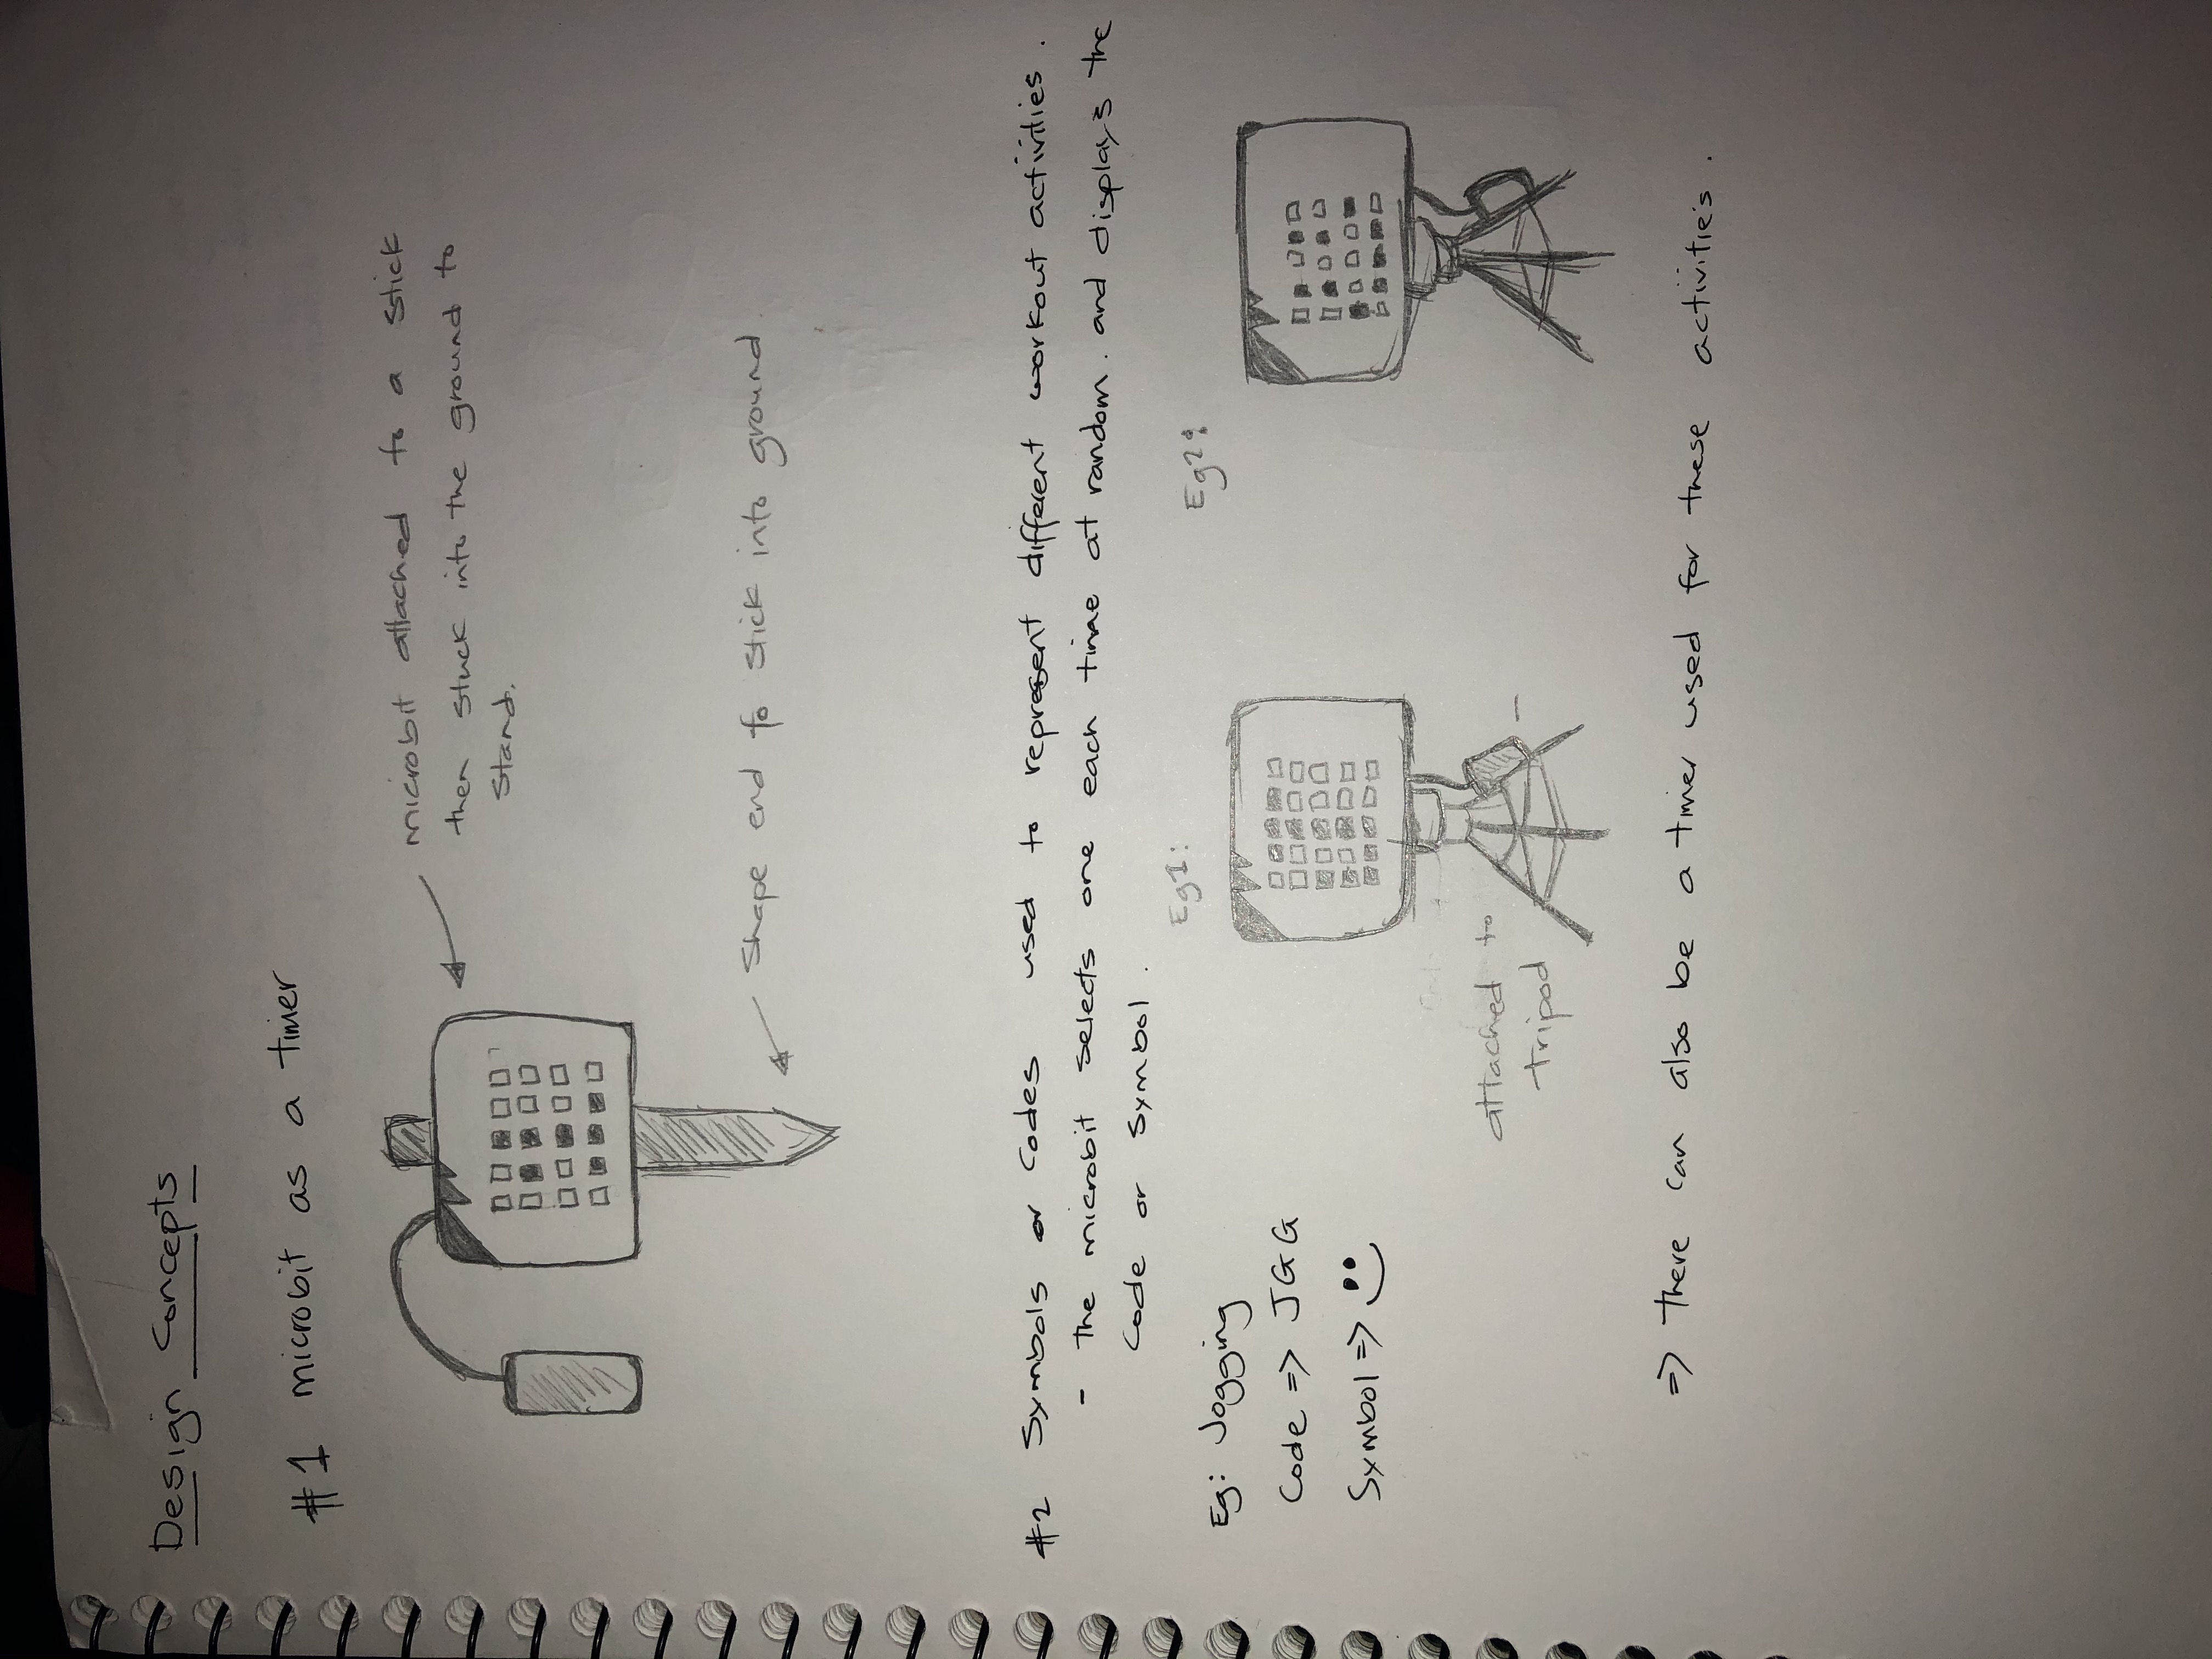 Design Concepts
#1 microbit as a timer
microbit attached to a stick
then stuck into the ground to
stand.
Shape end to stick into ground.
#2 Symbols or Codes used to represent different workout activities.
- the microbit selects one each time at random. and displays the
Code or Symbol.
Eg1:
Eg2:
Eg: Jogging
Code => JGG
Symbol =>
attached to
tripod
=> There can also be a timer used for these activities.